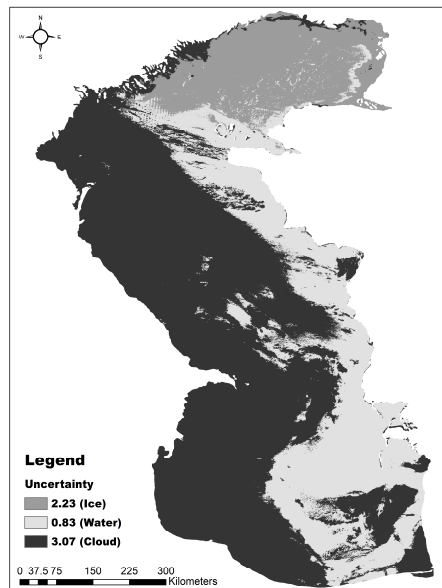 N
W E
S
Legend
Uncertainty
2.23 (Ice)
0.83 (Water)
3.07 (Cloud)
0 37.5 75 150 225 300
Kilometers